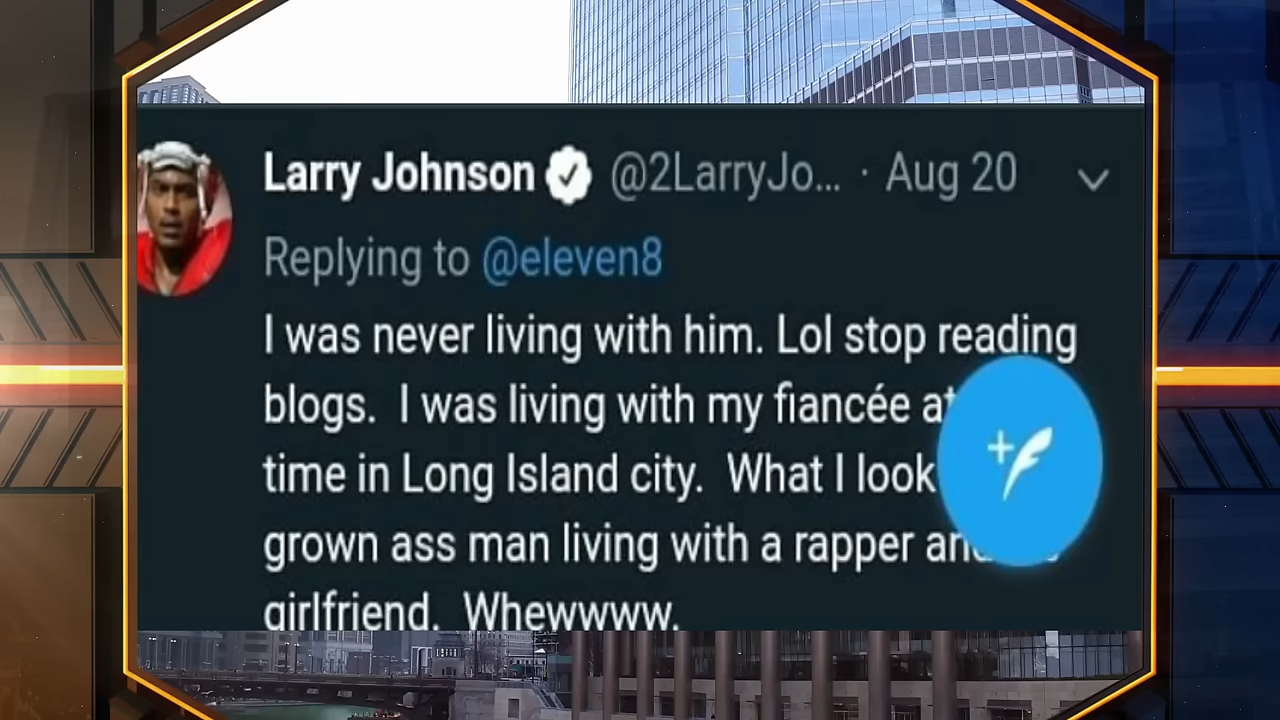 Larry Johnson @2LarryJo... · Aug 20
Replying to @eleven8
I was never living with him. Lol stop reading
blogs. I was living with my fiancée at
time in Long Island city. What I look
grown ass man living with a rapper
girlfriend. Whewwww.